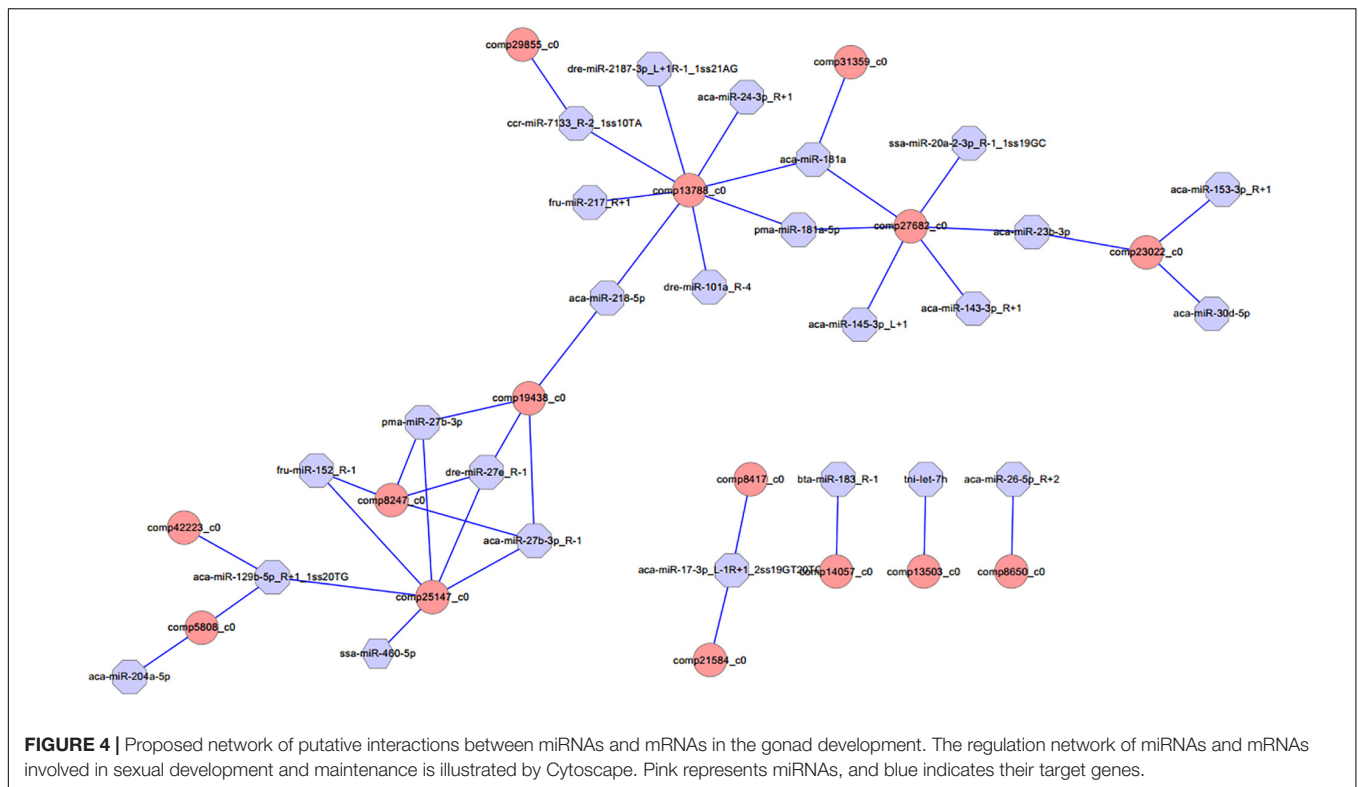 comp29855_c0
dre-miR-2187-3p_L+1R-1_1ss21AG
comp31359_c0
aca-miR-24-3p_R+1
ccr-miR-7133_R-2_1ss10TA
ssa-miR-20a-2-3p_R-1_1ss19GC
aca-miR-181a
comp13788_c0
aca-miR-153-3p_R+1
fru-miR-217_R+1
pma-miR-181a-5p
comp27682_c0
aca-miR-23b-3p
comp23022_c0
dre-miR-101a_R-4
aca-miR-218-5p
aca-miR-143-3p_R+1
aca-miR-30d-5p
aca-miR-145-3p_L+1
comp19438_c0
pma-miR-27b-3p
fru-miR-152_R-1
dre-miR-27e_R-1
comp8417_c0
bta-miR-183_R-1
tni-let-7h
aca-miR-26-5p_R+2
comp8247_c0
comp42223_c0
aca-miR-27b-3p_R-1
aca-miR-129b-5p_R+1_1ss20TG
aca-miR-17-3p_L-1R+1_2ss19GT20TC
comp14057_c0
comp13503_c0
comp8650_c0
comp25147_c0
comp5808_c0
ssa-miR-460-5p
comp21584_c0
aca-miR-204a-5p
FIGURE 4 | Proposed network of putative interactions between miRNAs and mRNAs in the gonad development. The regulation network of miRNAs and mRNAs
involved in sexual development and maintenance is illustrated by Cytoscape. Pink represents miRNAs, and blue indicates their target genes.